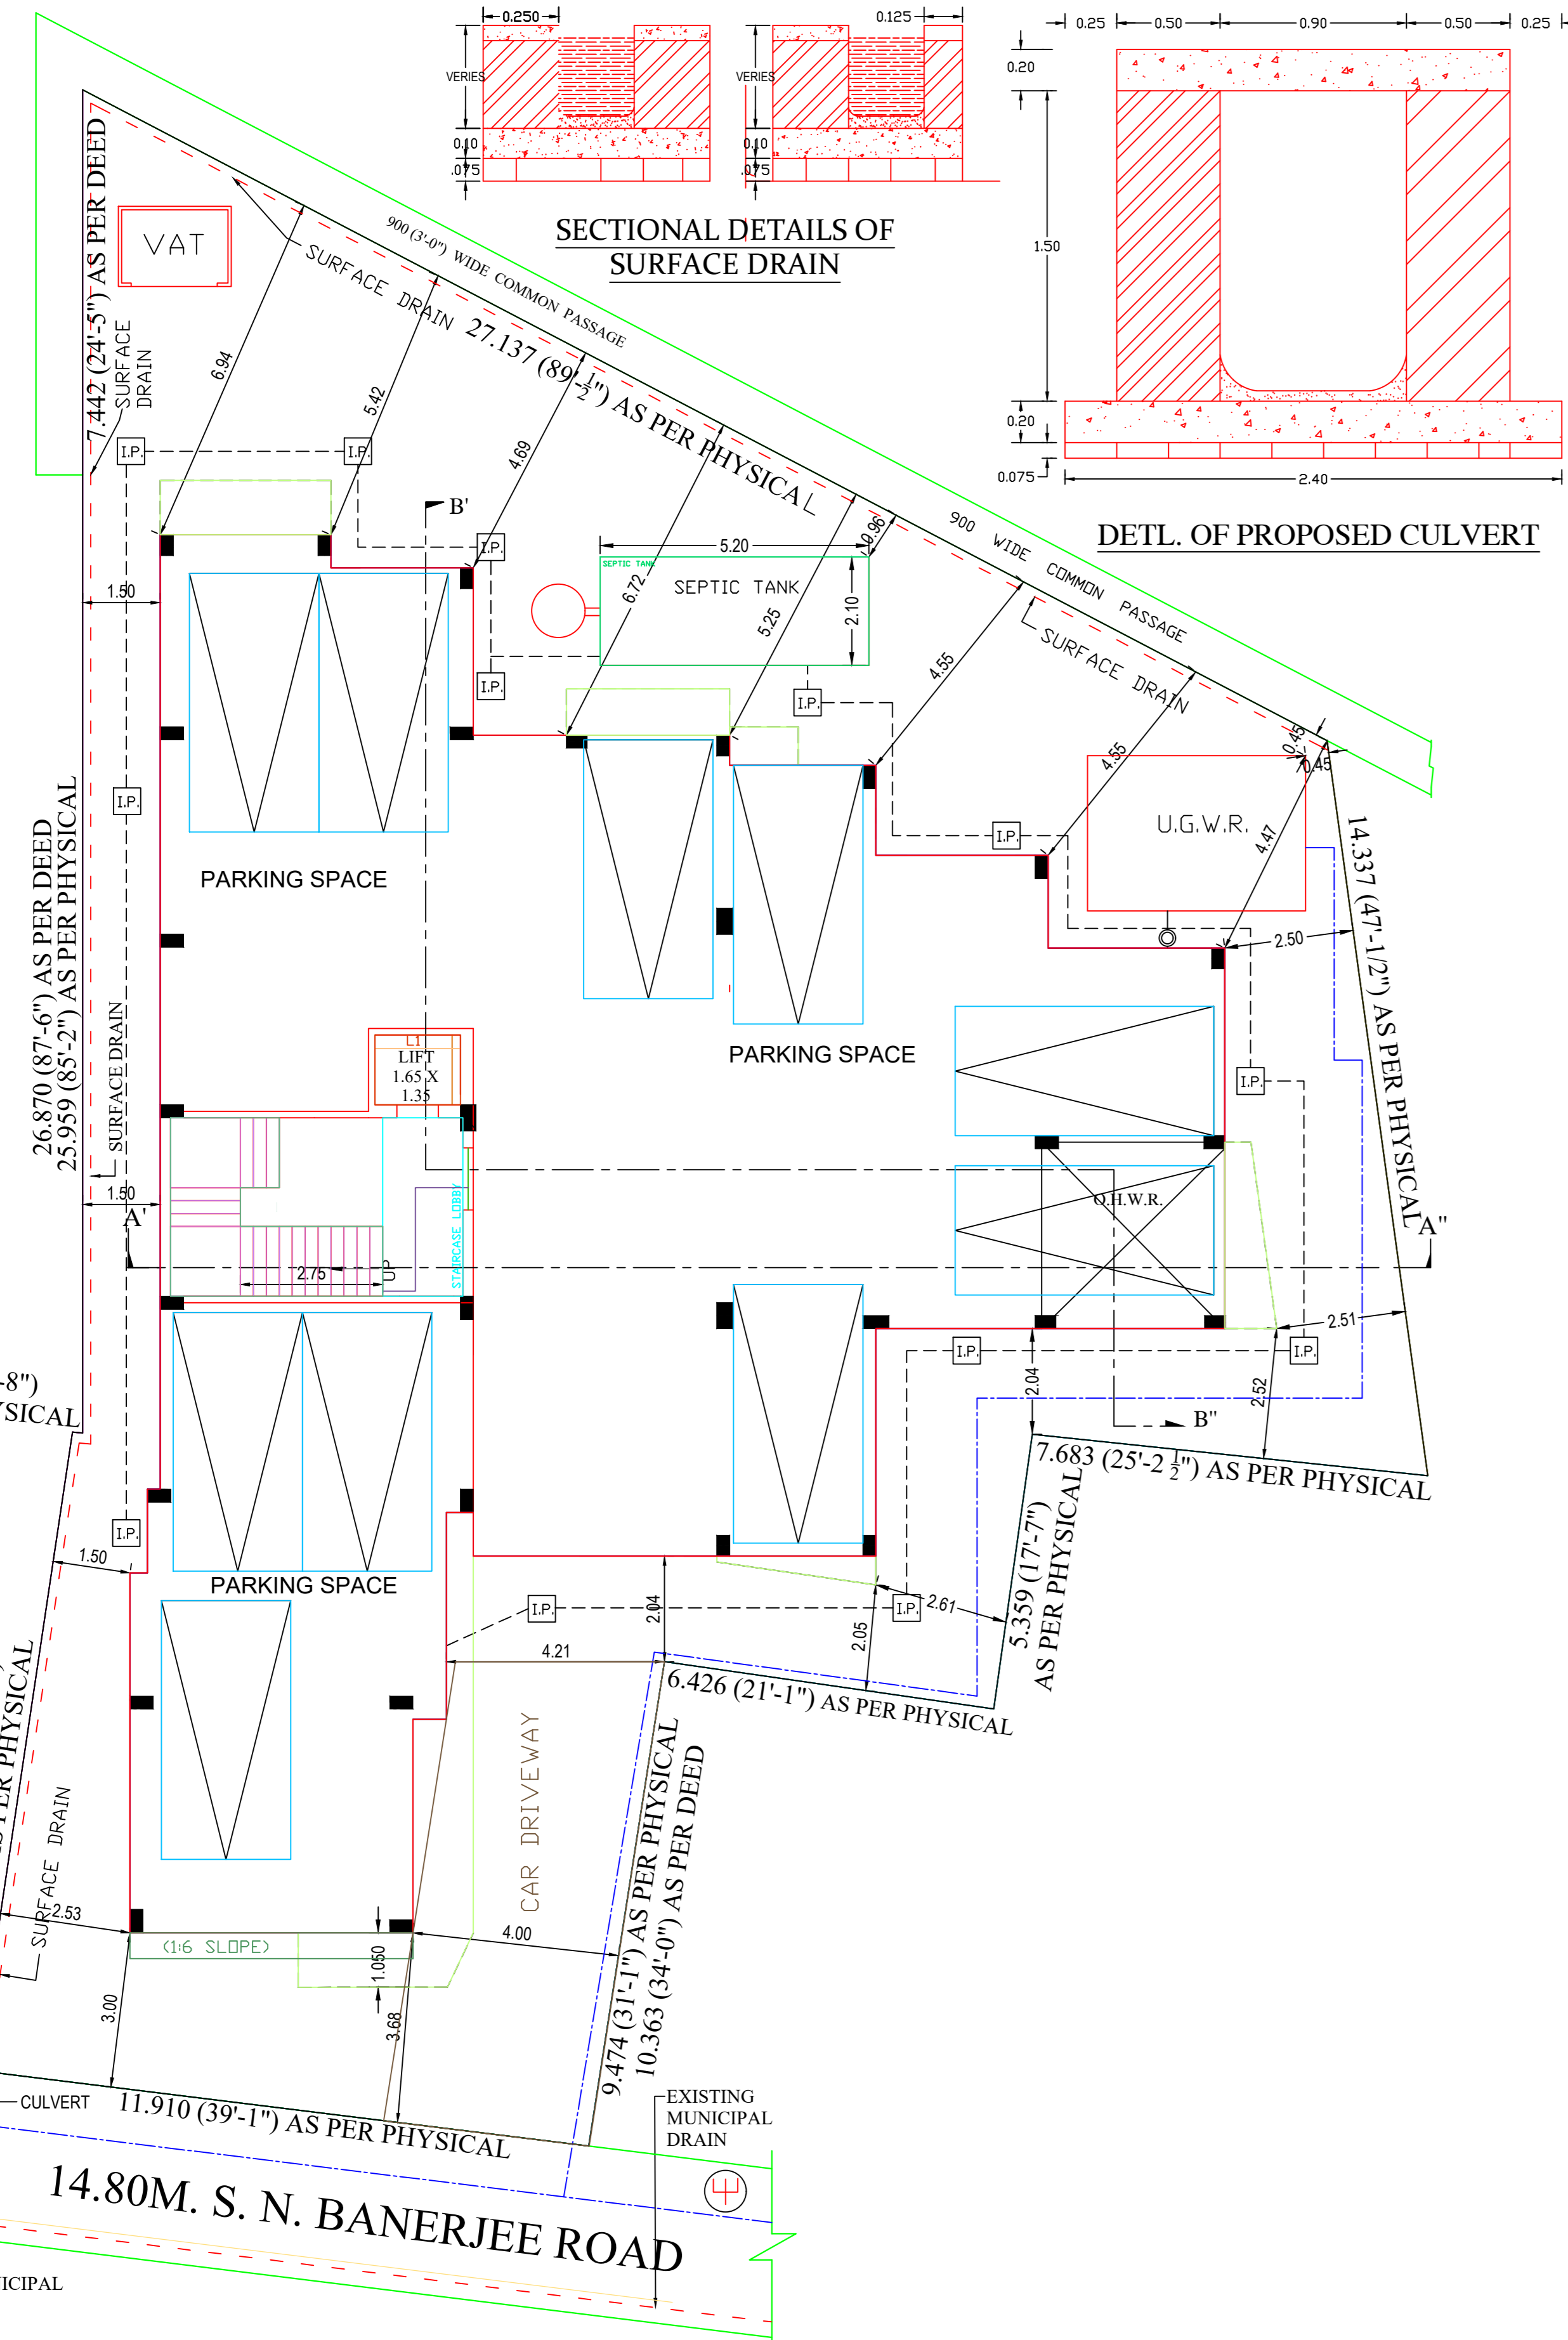 0.250
0.125
0.25
0.50
0.90
0.50
0.25
VERIES
VERIES
0.20
0.10
0.10
.075
.075
1.50
SECTIONAL DETAILS OF
SURFACE DRAIN
0.20
0.075
2.40
DETL. OF PROPOSED CULVERT
7.442 (24'-5") AS PER DEED
VAT
SURFACE
DRAIN
900 (3'-0") WIDE COMMON PASSAGE
SURFACE DRAIN
27.137 (89'-1/2") AS PER PHYSICAL
6.94
5.42
4.69
6.72
5.25
0.96
900 WIDE COMMON PASSAGE
SURFACE DRAIN
I.P.
I.P.
B'
I.P.
5.20
SEPTIC TANK
SEPTIC TANK
2.10
I.P.
I.P.
4.55
4.55
0.45
0.45
1.50
I.P.
I.P.
U.G.W.R.
4.47
2.50
14.337 (47'-1/2") AS PER PHYSICAL
PARKING SPACE
26.870 (87'-6") AS PER DEED
25.959 (85'-2") AS PER PHYSICAL
SURFACE DRAIN
L1
LIFT
1.65 X
1.35
PARKING SPACE
I.P.
1.50
A'
STAIRCASE LOBBY
UP
2.75
O.H.W.R.
A"
2.51
I.P.
I.P.
2.04
2.52
-8")
B"
7.683 (25'-2 1/2") AS PER PHYSICAL
I.P.
1.50
PARKING SPACE
I.P.
2.04
I.P.
2.61
2.05
5.359 (17'-7")
AS PER PHYSICAL
4.21
6.426 (21'-1") AS PER PHYSICAL
PHYSICAL
SURFACE DRAIN
CAR DRIVEWAY
9.474 (31'-1") AS PER PHYSICAL
10.363 (34'-0") AS PER DEED
2.53
(1:6 SLOPE)
1.050
4.00
3.00
3.68
CULVERT
11.910 (39'-1") AS PER PHYSICAL
EXISTING
MUNICIPAL
DRAIN
14.80M. S. N. BANERJEE ROAD